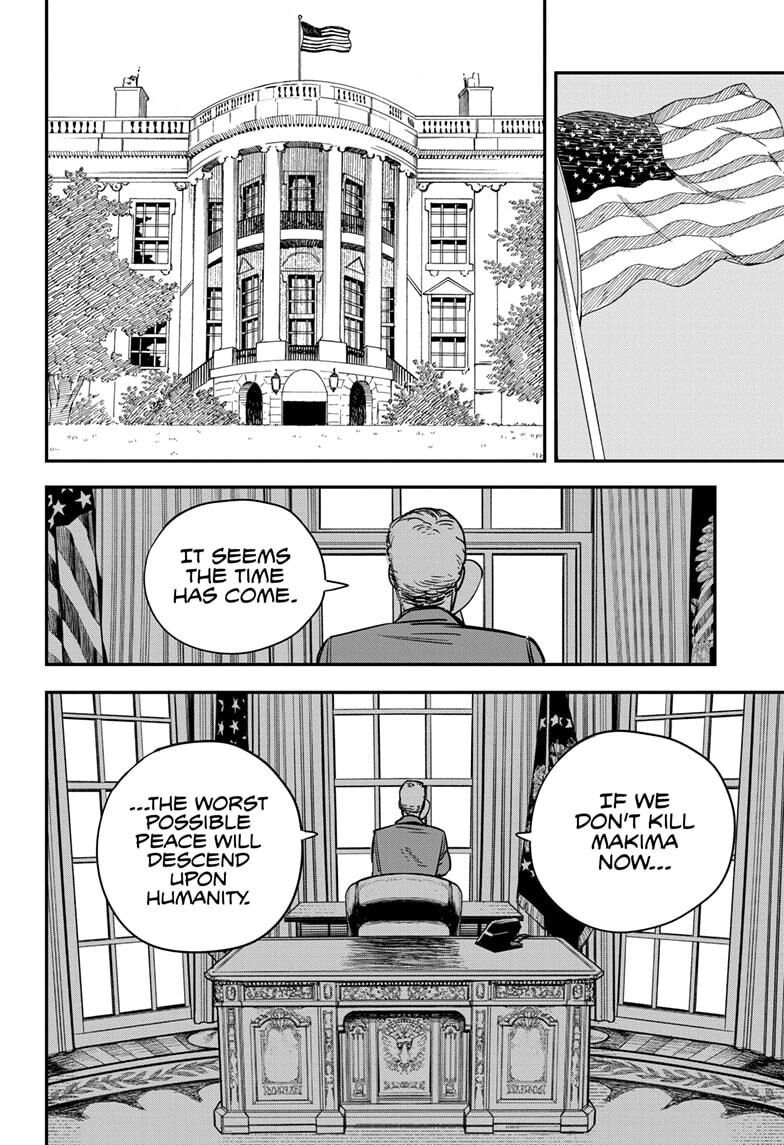 IT SEEMS
THE TIME
HAS COME.
IF WE
DON'T KILL
MAKIMA
NOW...
...THE WORST
POSSIBLE
PEACE WILL
DESCEND
UPON
HUMANITY.